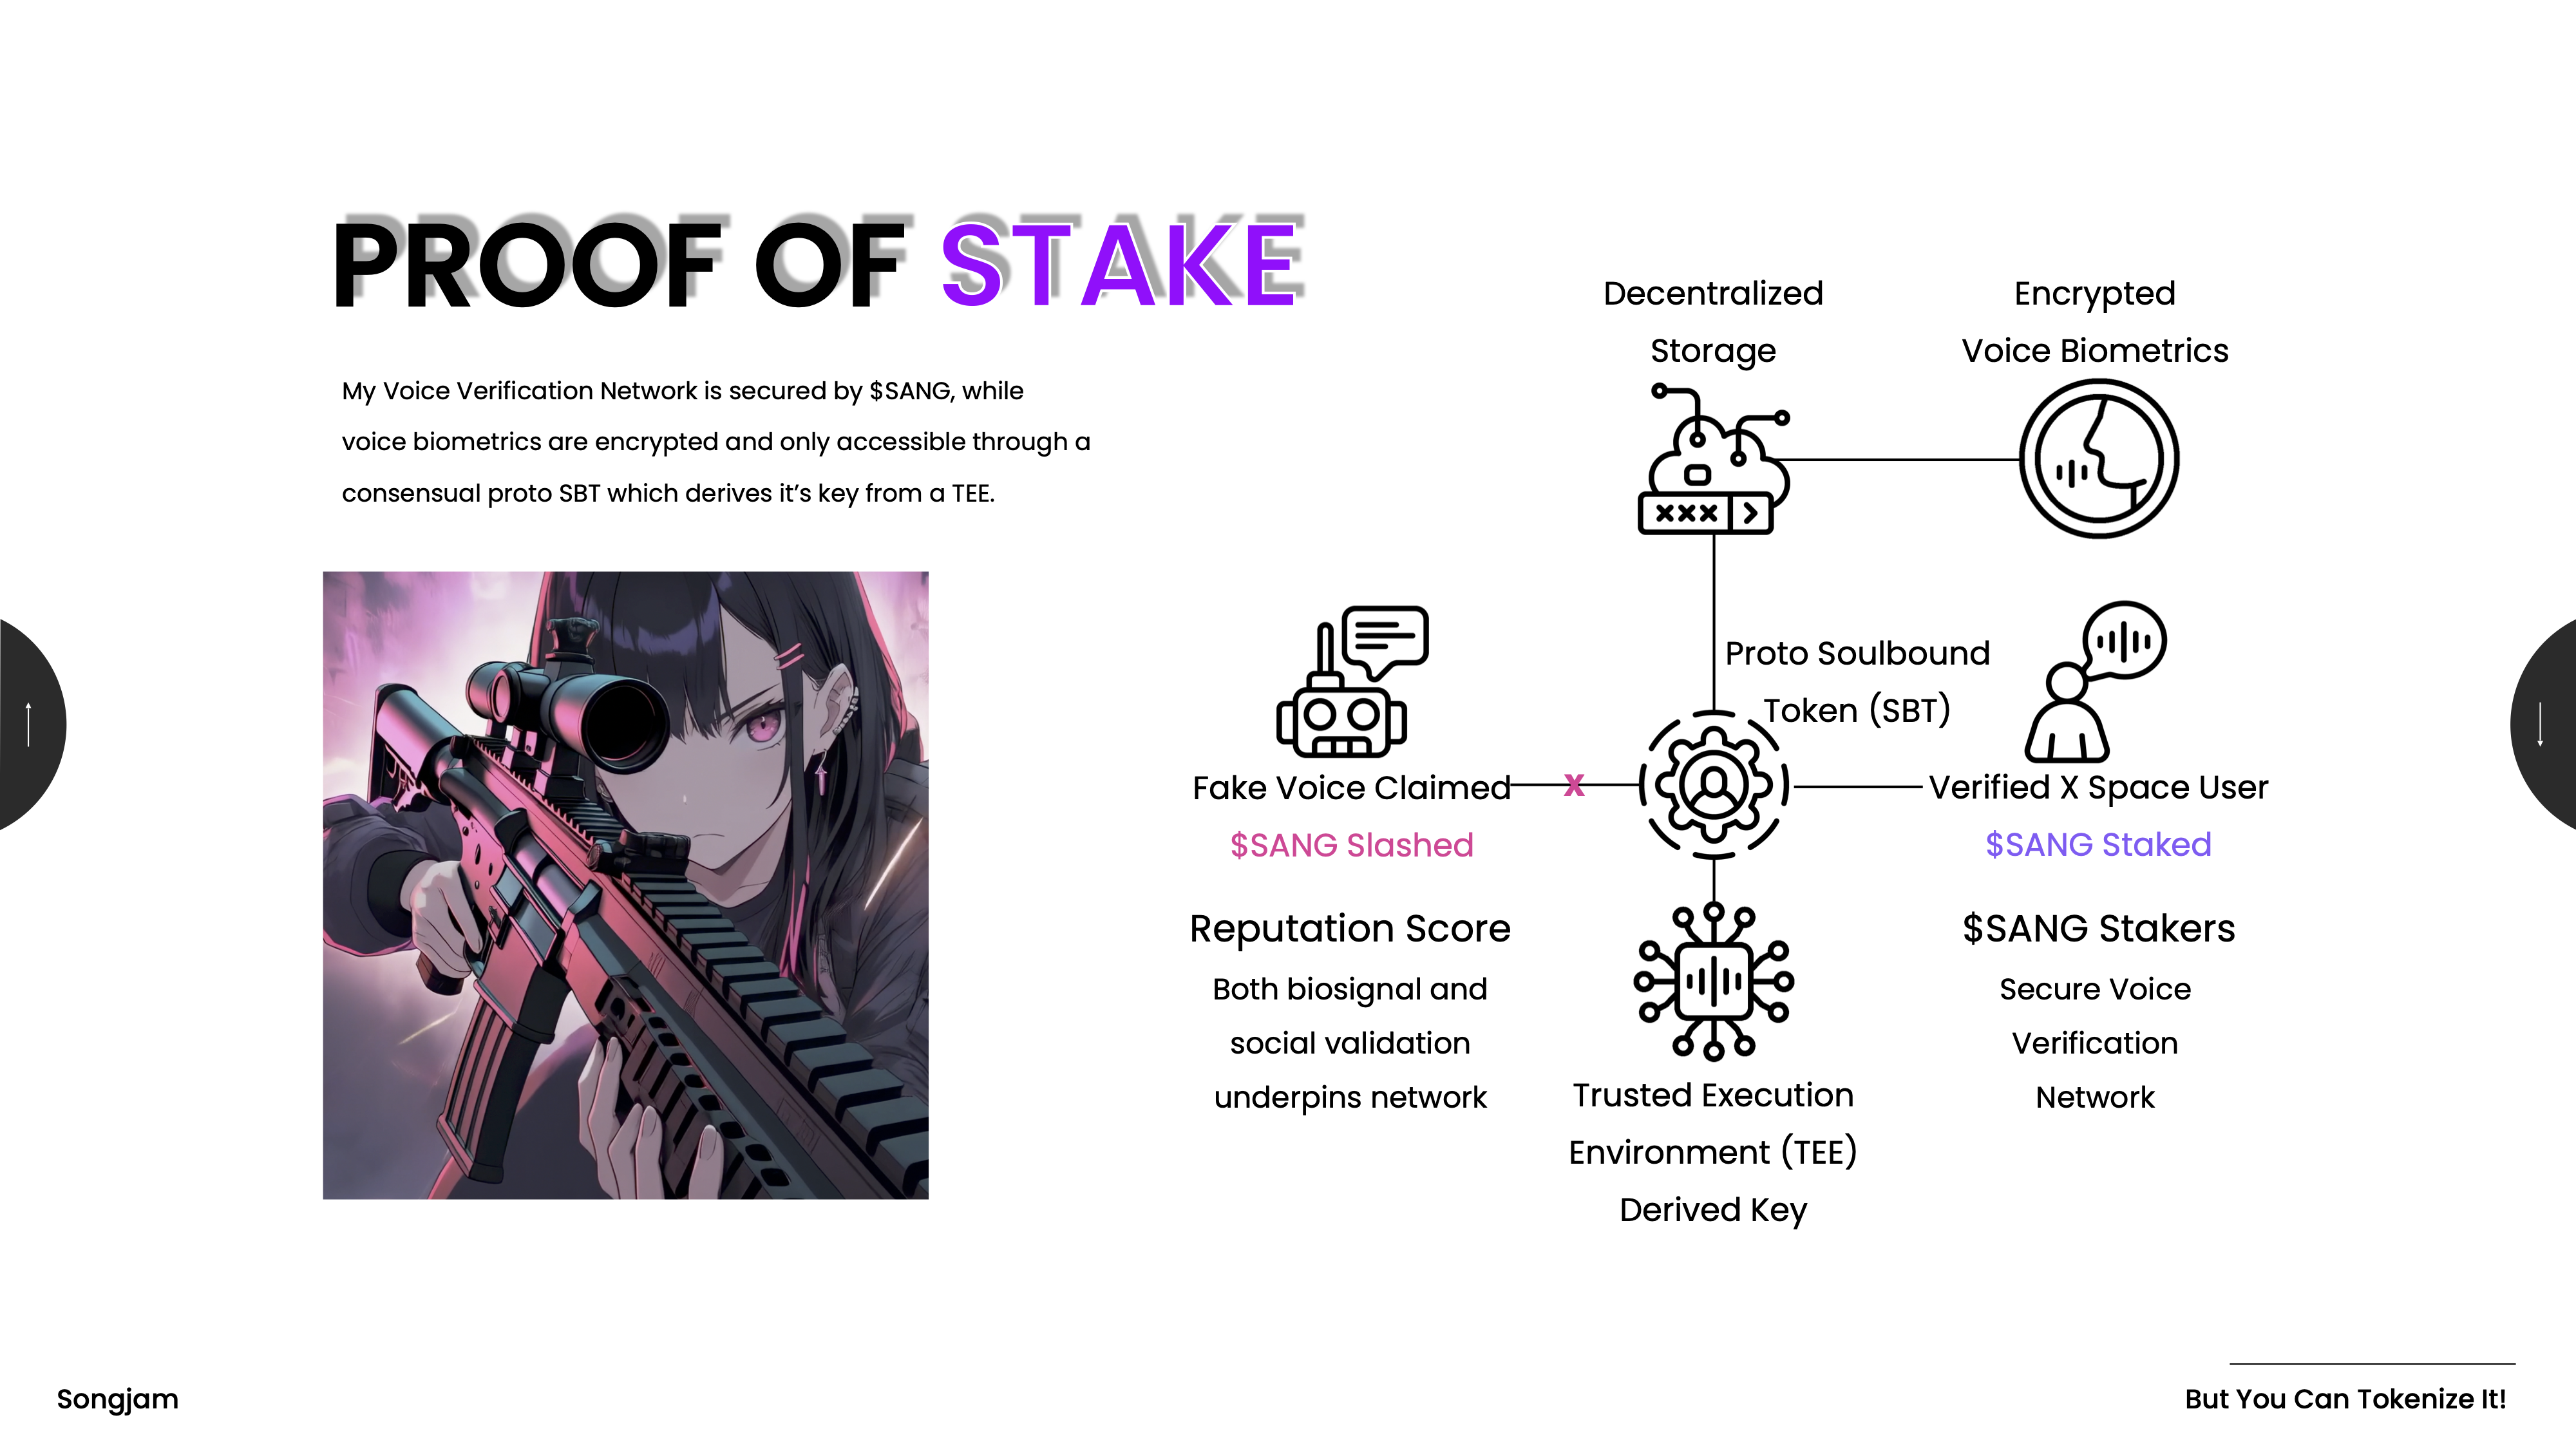 PROOF OF STAKE
My Voice Verification Network is secured by $SANG, while
voice biometrics are encrypted and only accessible through a
consensual proto SBT which derives it’s key from a TEE.
Decentralized
Storage
Encrypted
Voice Biometrics
xxx >
Proto Soulbound
Token (SBT)
Fake Voice Claimed
$SANG Slashed
X
Verified X Space User
$SANG Staked
Reputation Score
Both biosignal and
social validation
underpins network
Trusted Execution
Environment (TEE)
Derived Key
$SANG Stakers
Secure Voice
Verification
Network
Songjam
But You Can Tokenize It!